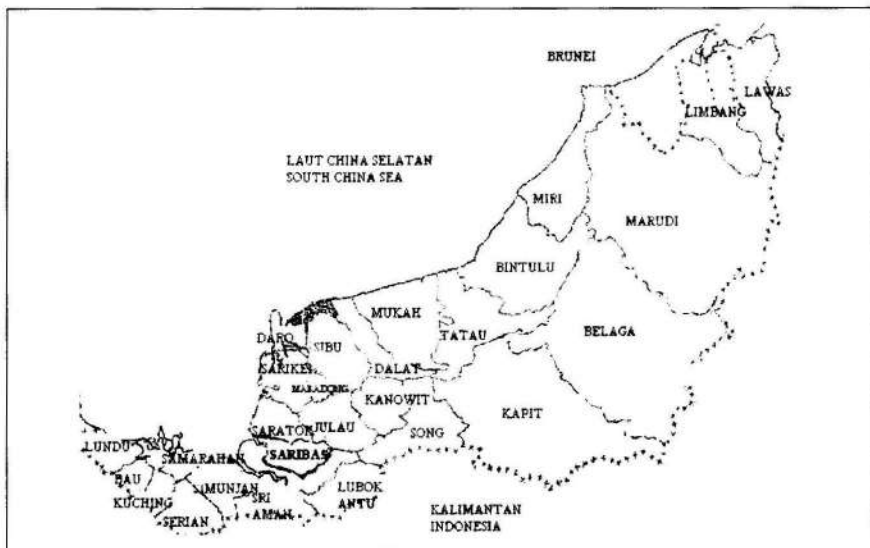 BRUNEI
LAWAS
LIMBANG
LAUT CHINA SELATAN
SOUTH CHINA SEA
MIRI
MARUDI
BINTULU
MUKAH
TATAU
BELAGA
DARO
SIBU
SARIKEI
DALAT
MARADONG
KANOWIT
KAPIT
SARATOK
JULAU
SONG
LUNDU
SAMARAHAN
SARIBAS
BAU
SIMUNJAN
LUBOK
ANTU
KUCHING
SRI
AMAN
SERIAN
KALIMANTAN
INDONESIA